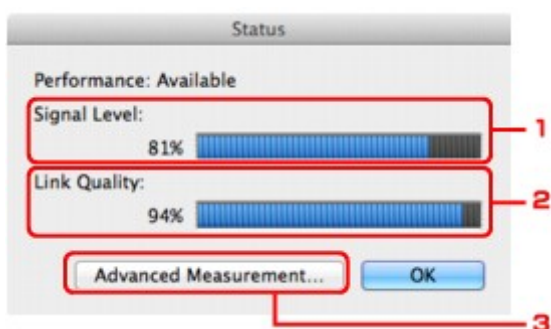 Status
Performance: Available
Signal Level:
1
81%
Link Quality:
2
94%
Advanced Measurement... OK
3